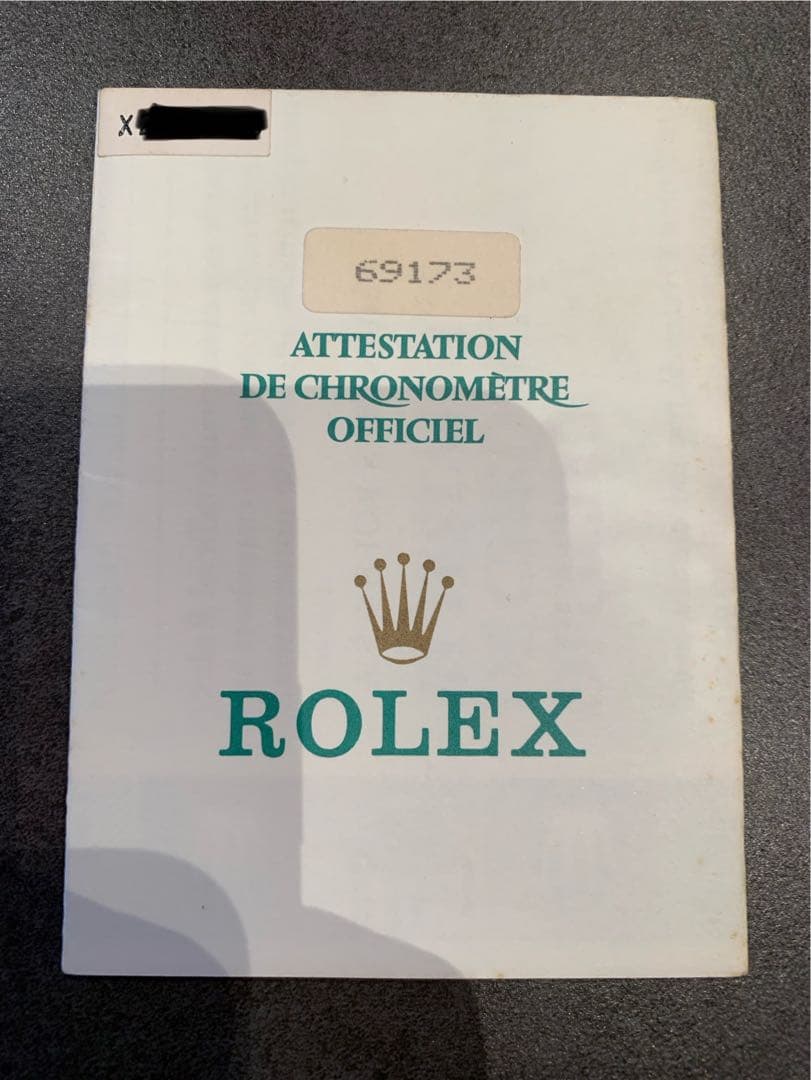 X
69173
ATTESTATION
DE CHRONOMÈTRE
OFFICIEL
ROLEX